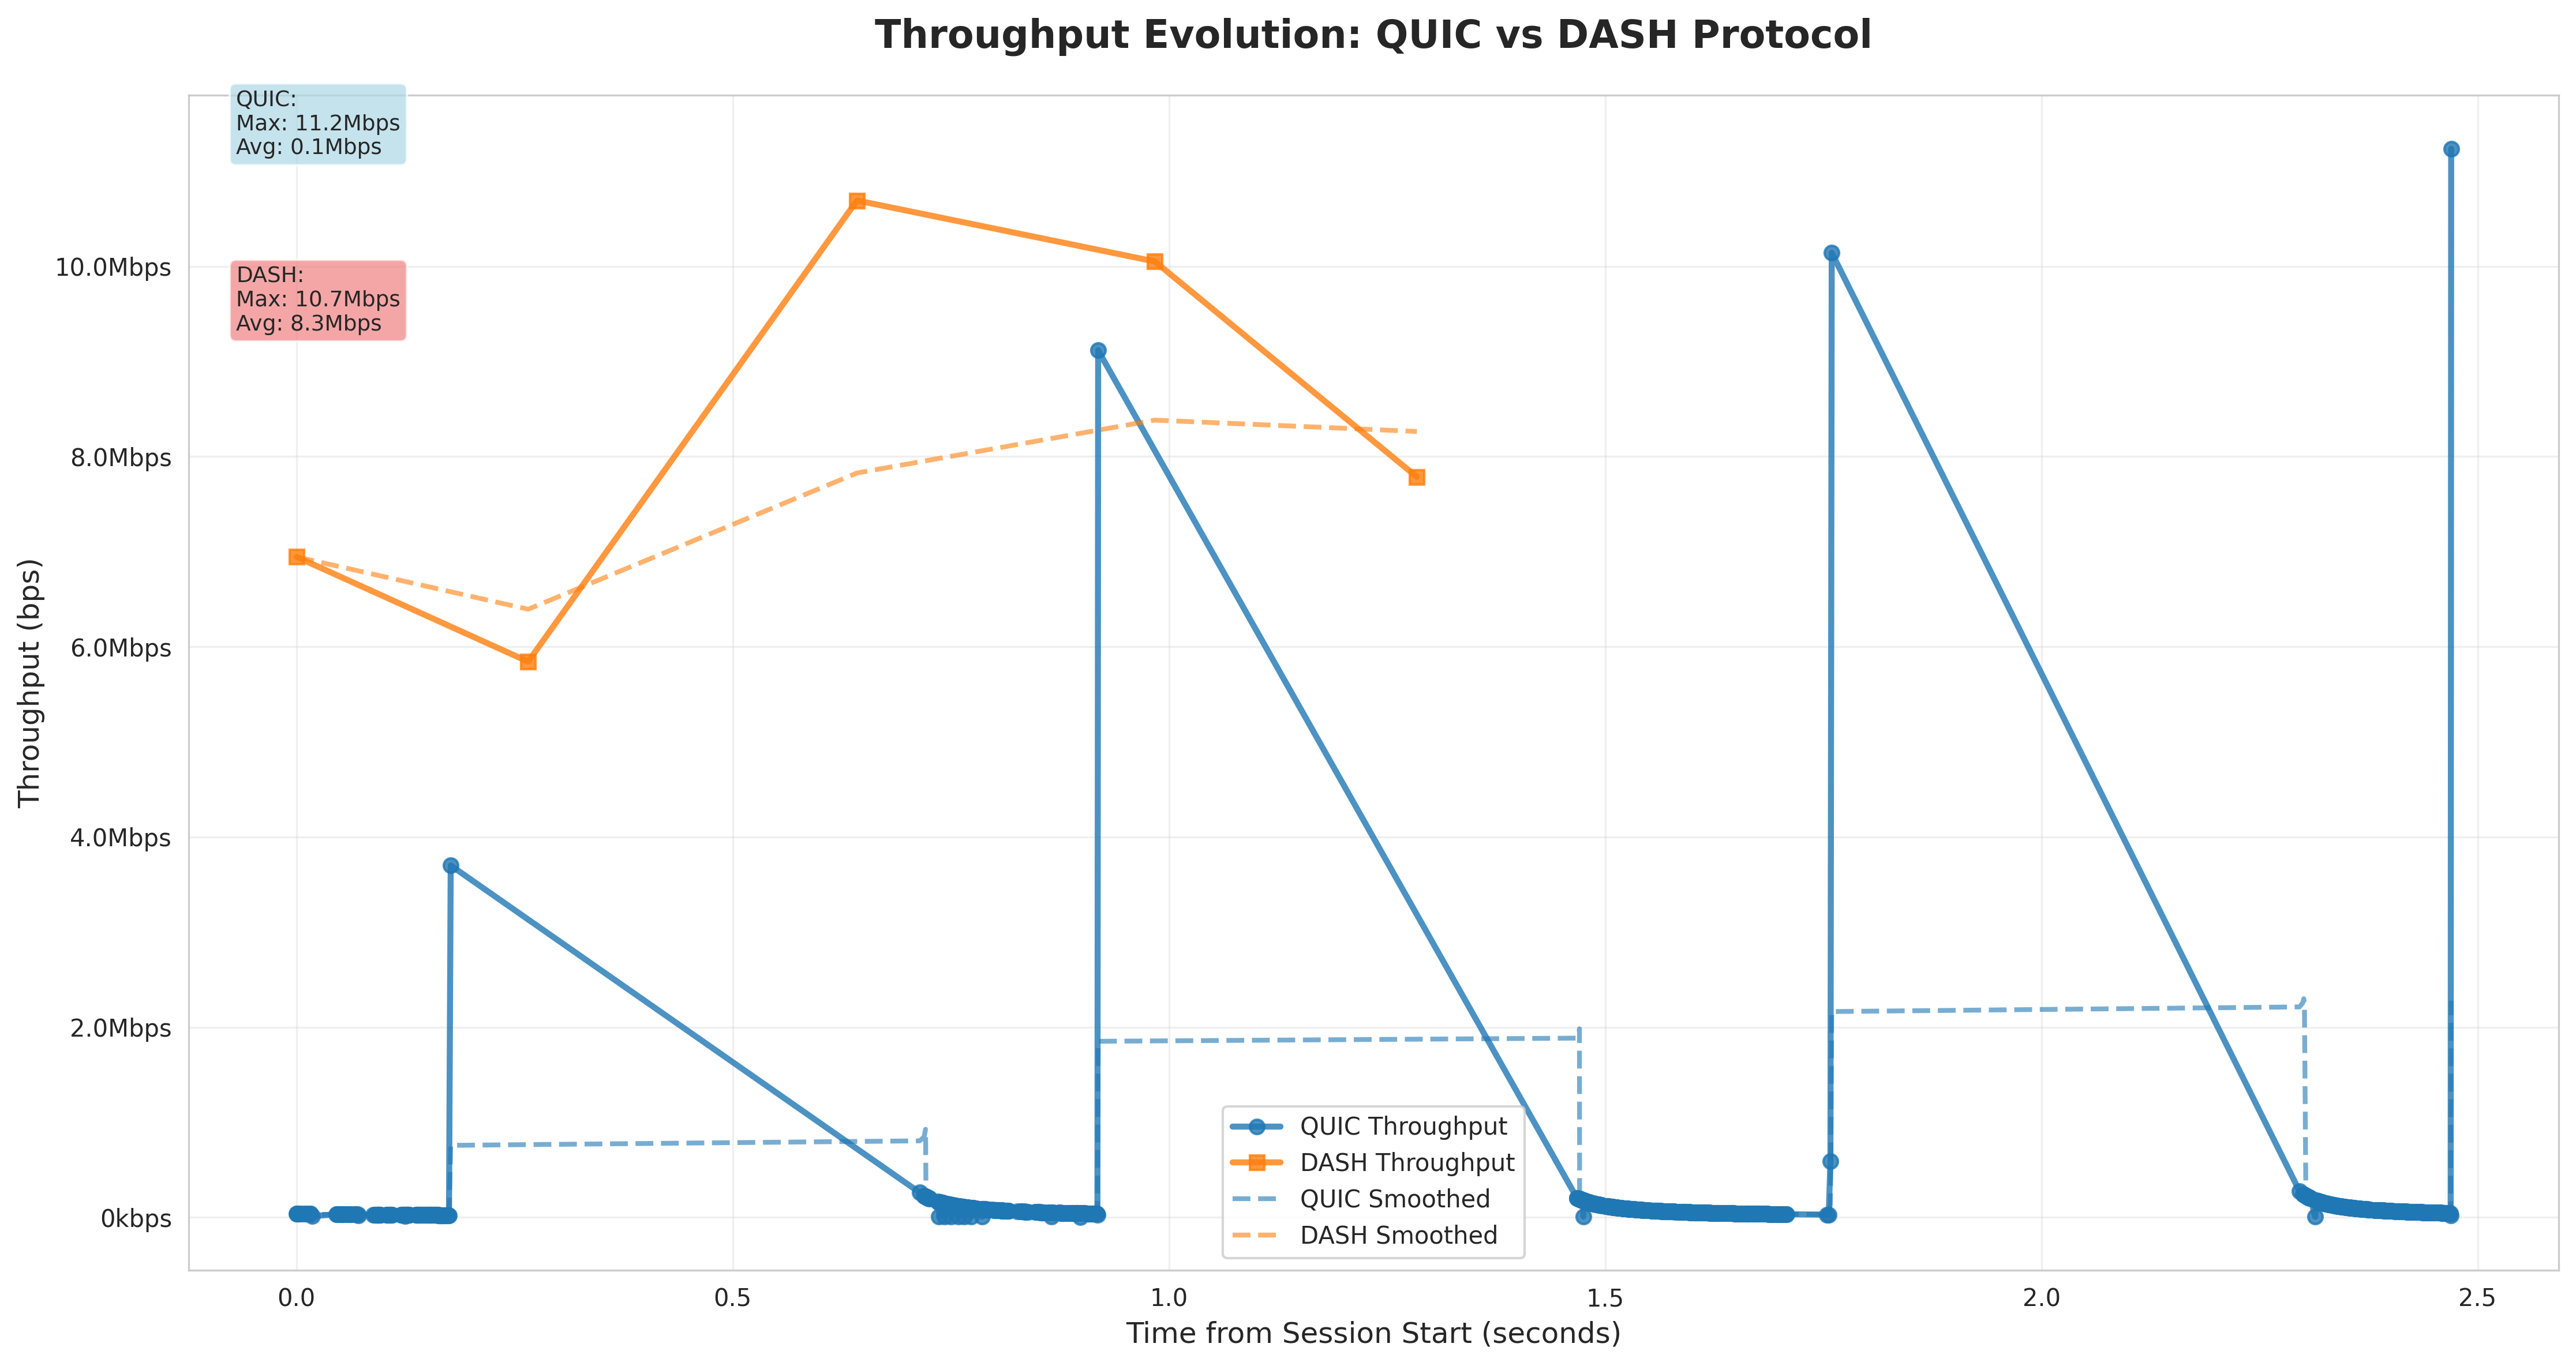 Throughput Evolution: QUIC vs DASH Protocol
QUIC:
Max: 11.2Mbps
Avg: 0.1Mbps
DASH:
Max: 10.7Mbps
Avg: 8.3Mbps
Throughput (bps)
10.0Mbps
8.0Mbps
6.0Mbps
4.0Mbps
2.0Mbps
0kbps
QUIC Throughput
DASH Throughput
QUIC Smoothed
DASH Smoothed
0.0
0.5
1.0
1.5
2.0
2.5
Time from Session Start (seconds)